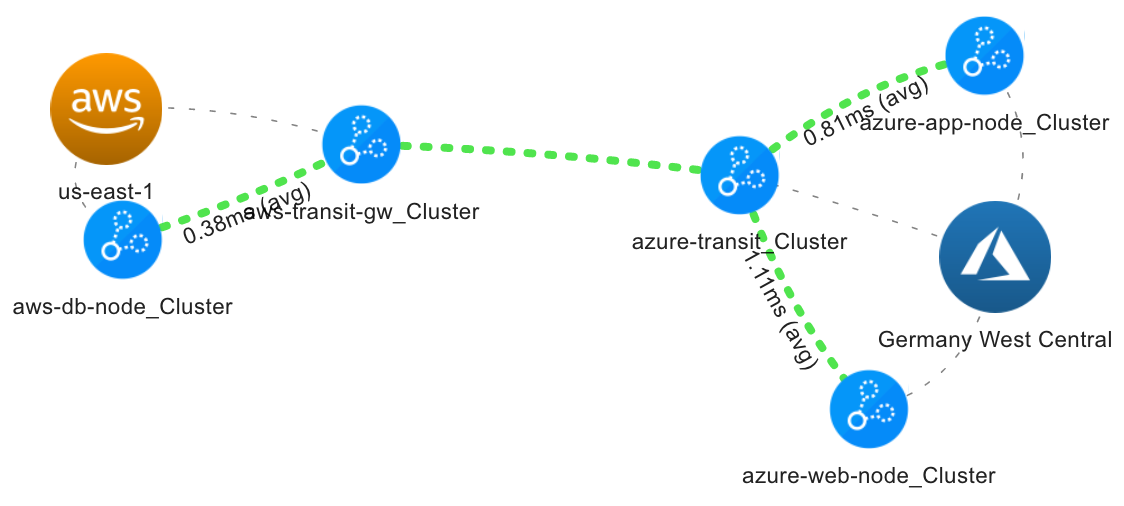 aws
us-east-1
0.38ms (avg)
aws-transit-gw_Cluster
aws-db-node_Cluster
0.81ms (avg)
azure-app-node_Cluster
azure-transit_Cluster
1.11ms (avg)
Germany West Central
azure-web-node_Cluster